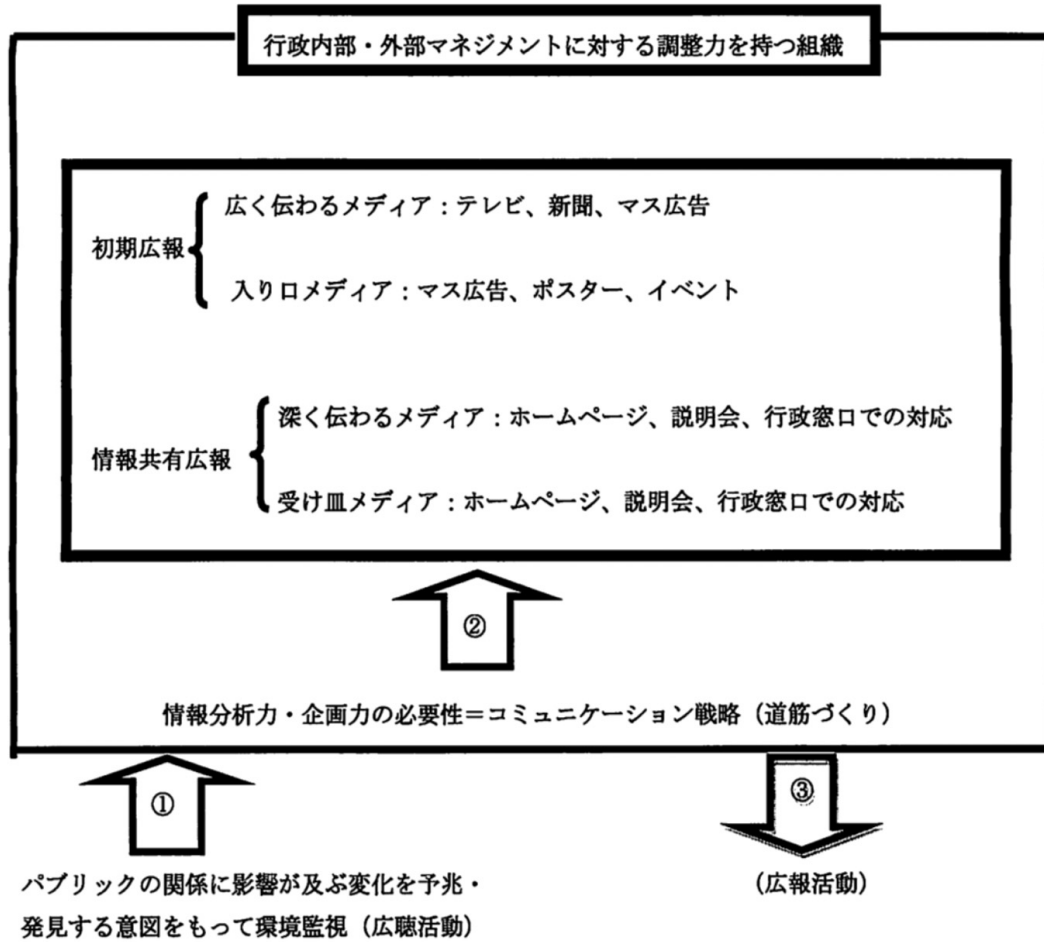 行政内部・外部マネジメントに対する調整力を持つ組織
広く伝わるメディア：テレビ、新聞、マス広告
初期広報
入り口メディア：マス広告、ポスター、イベント
深く伝わるメディア：ホームページ、説明会、行政窓口での対応
情報共有広報
受け皿メディア：ホームページ、説明会、行政窓口での対応
②
情報分析力・企画力の必要性＝コミュニケーション戦略（道筋づくり）
①
③
パブリックの関係に影響が及ぶ変化を予兆・
発見する意図をもって環境監視（広聴活動）
（広報活動）